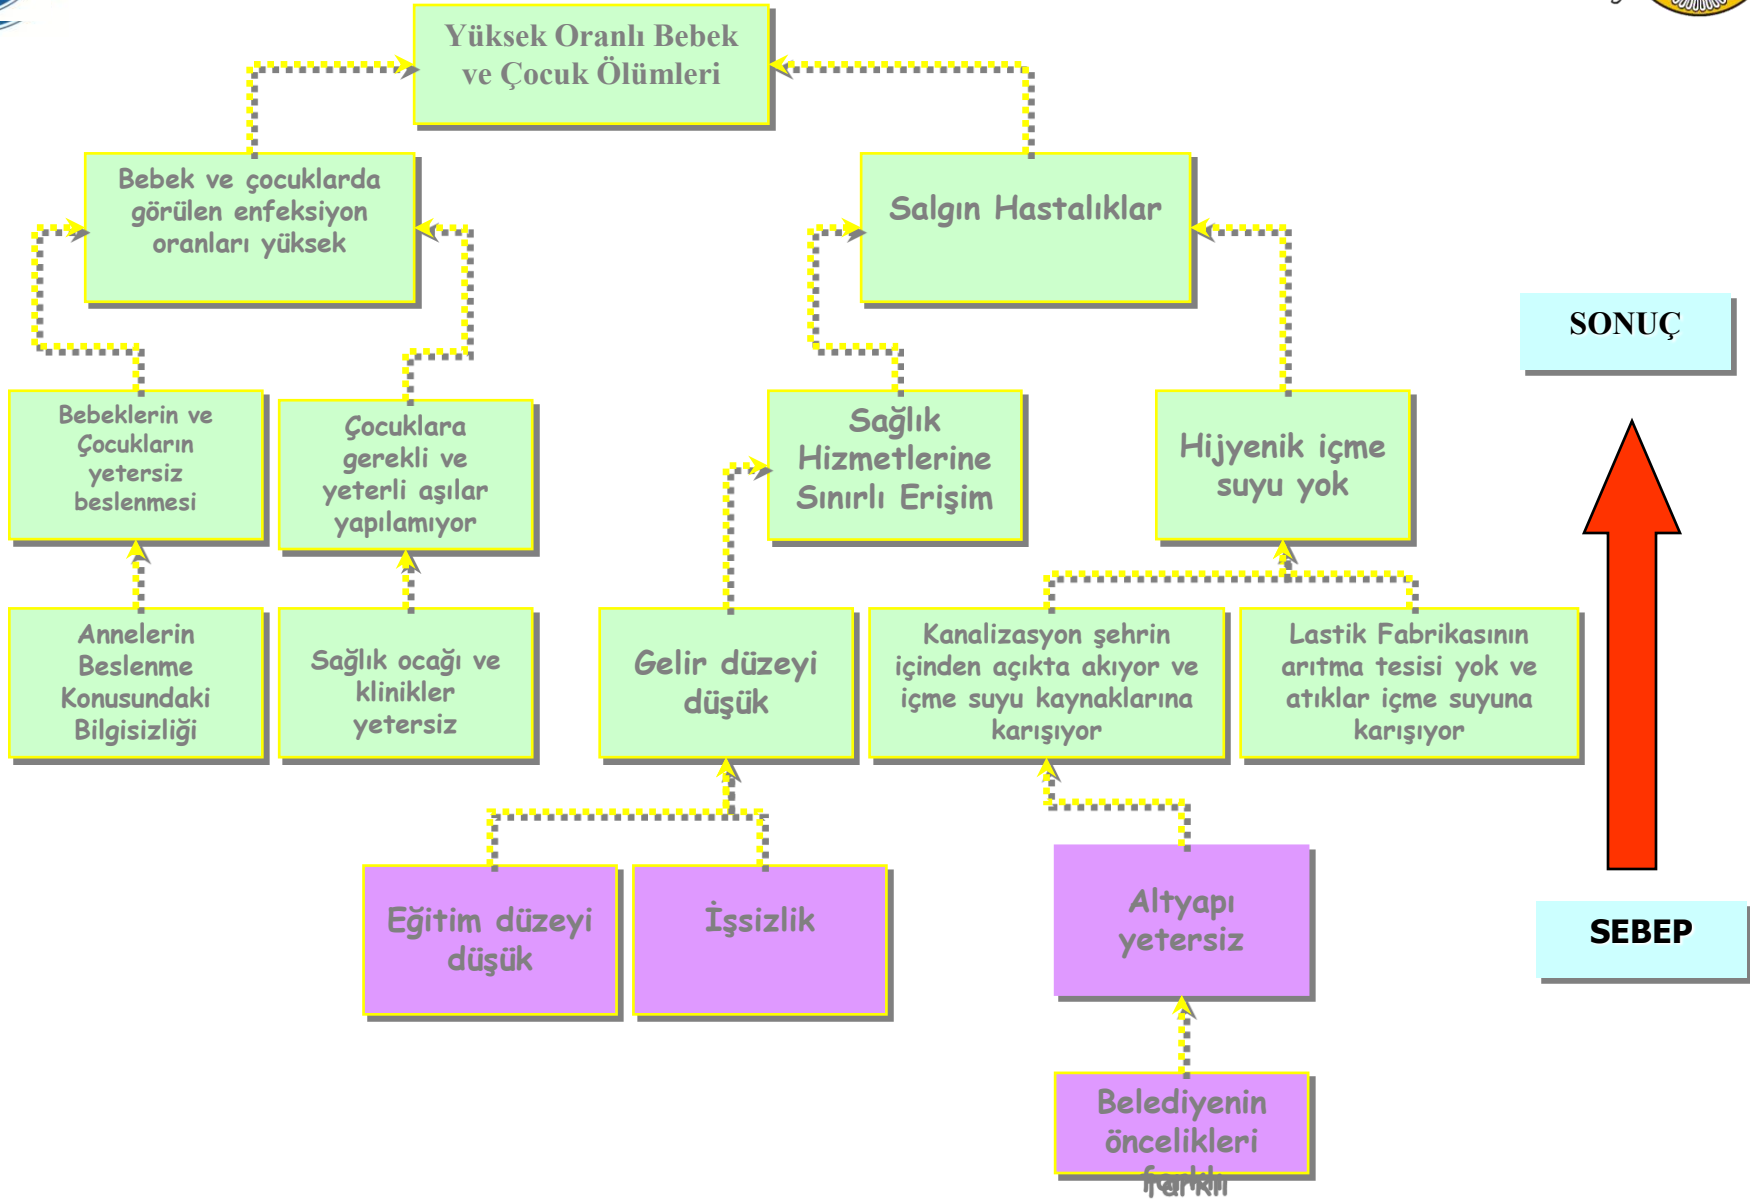 Yüksek Oranlı Bebek
ve Çocuk Ölümleri
Bebek ve çocuklarda
görülen enfeksiyon
oranları yüksek
Salgın Hastalıklar
SONUÇ
Bebeklerin ve
Çocukların
yetersiz
beslenmesi
Çocuklara
gerekli ve
yeterli aşılar
yapılamıyor
Sağlık
Hizmetlerine
Sınırlı Erişim
Hijyenik içme
suyu yok
Annelerin
Beslenme
Konusundaki
Bilgisizliği
Sağlık ocağı ve
klinikler
yetersiz
Gelir düzeyi
düşük
Kanalizasyon şehrin
içinden açıkta akıyor ve
içme suyu kaynaklarına
karışıyor
Lastik Fabrikasının
arıtma tesisi yok ve
atıklar içme suyuna
karışıyor
Eğitim düzeyi
düşük
İşsizlik
Altyapı
yetersiz
SEBEP
Belediyenin
öncelikleri
farklı